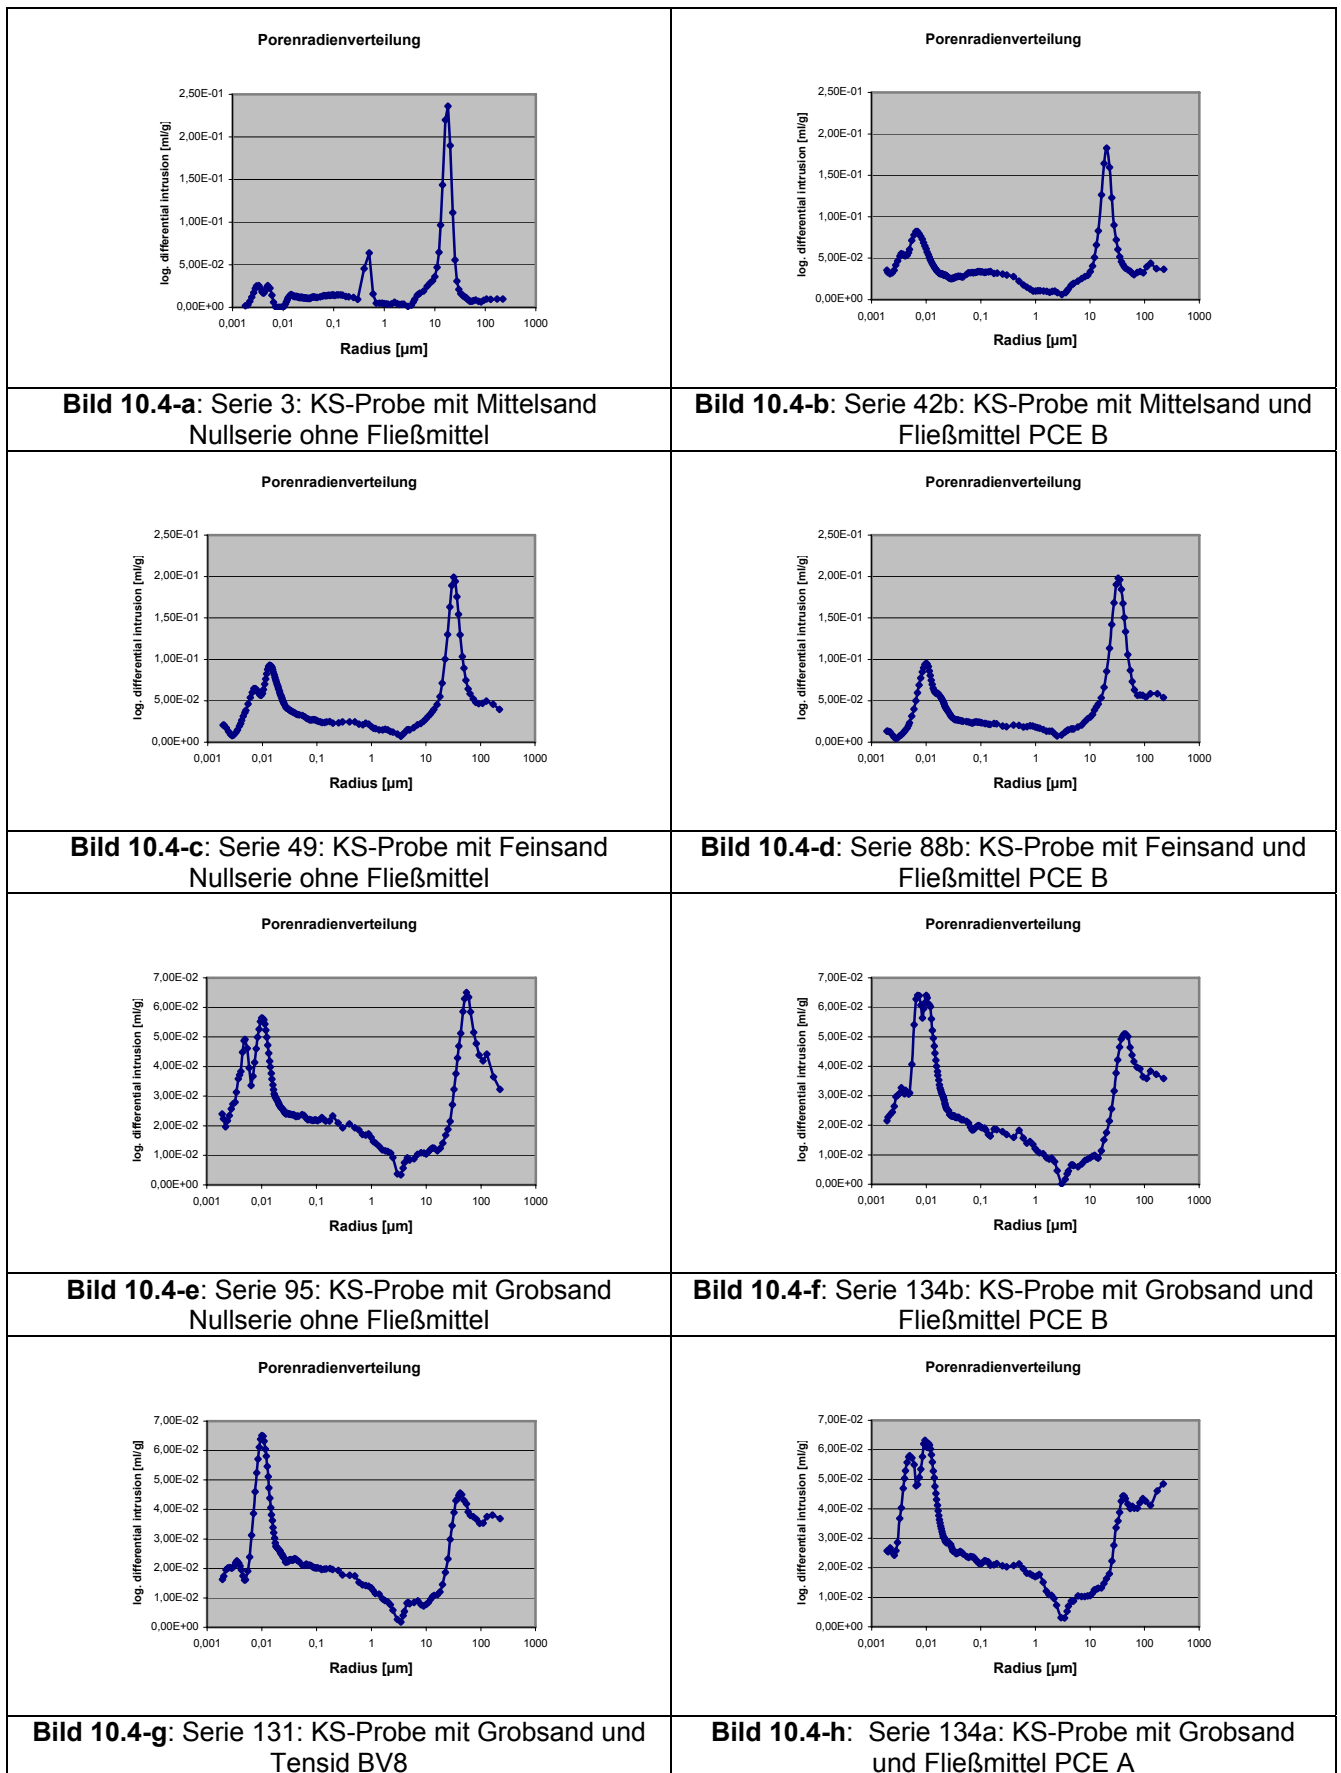 Porenradienverteilung
log. differential intrusion [ml/g]
2,50E-01
2,00E-01
1,50E-01
1,00E-01
5,00E-02
0,00E+00
0,001 0,01 0,1 1 10 100 1000
Radius [µm]
Bild 10.4-a: Serie 3: KS-Probe mit Mittelsand
Nullserie ohne Fließmittel
Porenradienverteilung
log. differential intrusion [ml/g]
2,50E-01
2,00E-01
1,50E-01
1,00E-01
5,00E-02
0,00E+00
0,001 0,01 0,1 1 10 100 1000
Radius [µm]
Bild 10.4-b: Serie 42b: KS-Probe mit Mittelsand und
Fließmittel PCE B
Porenradienverteilung
log. differential intrusion [ml/g]
2,50E-01
2,00E-01
1,50E-01
1,00E-01
5,00E-02
0,00E+00
0,001 0,01 0,1 1 10 100 1000
Radius [µm]
Bild 10.4-c: Serie 49: KS-Probe mit Feinsand
Nullserie ohne Fließmittel
Porenradienverteilung
log. differential intrusion [ml/g]
2,50E-01
2,00E-01
1,50E-01
1,00E-01
5,00E-02
0,00E+00
0,001 0,01 0,1 1 10 100 1000
Radius [µm]
Bild 10.4-d: Serie 88b: KS-Probe mit Feinsand und
Fließmittel PCE B
Porenradienverteilung
log. differential intrusion [ml/g]
7,00E-02
6,00E-02
5,00E-02
4,00E-02
3,00E-02
2,00E-02
1,00E-02
0,00E+00
0,001 0,01 0,1 1 10 100 1000
Radius [µm]
Bild 10.4-e: Serie 95: KS-Probe mit Grobsand
Nullserie ohne Fließmittel
Porenradienverteilung
log. differential intrusion [ml/g]
7,00E-02
6,00E-02
5,00E-02
4,00E-02
3,00E-02
2,00E-02
1,00E-02
0,00E+00
0,001 0,01 0,1 1 10 100 1000
Radius [µm]
Bild 10.4-f: Serie 134b: KS-Probe mit Grobsand und
Fließmittel PCE B
Porenradienverteilung
log. differential intrusion [ml/g]
7,00E-02
6,00E-02
5,00E-02
4,00E-02
3,00E-02
2,00E-02
1,00E-02
0,00E+00
0,001 0,01 0,1 1 10 100 1000
Radius [µm]
Bild 10.4-g: Serie 131: KS-Probe mit Grobsand und
Tensid BV8
Porenradienverteilung
log. differential intrusion [ml/g]
7,00E-02
6,00E-02
5,00E-02
4,00E-02
3,00E-02
2,00E-02
1,00E-02
0,00E+00
0,001 0,01 0,1 1 10 100 1000
Radius [µm]
Bild 10.4-h: Serie 134a: KS-Probe mit Grobsand
und Fließmittel PCE A